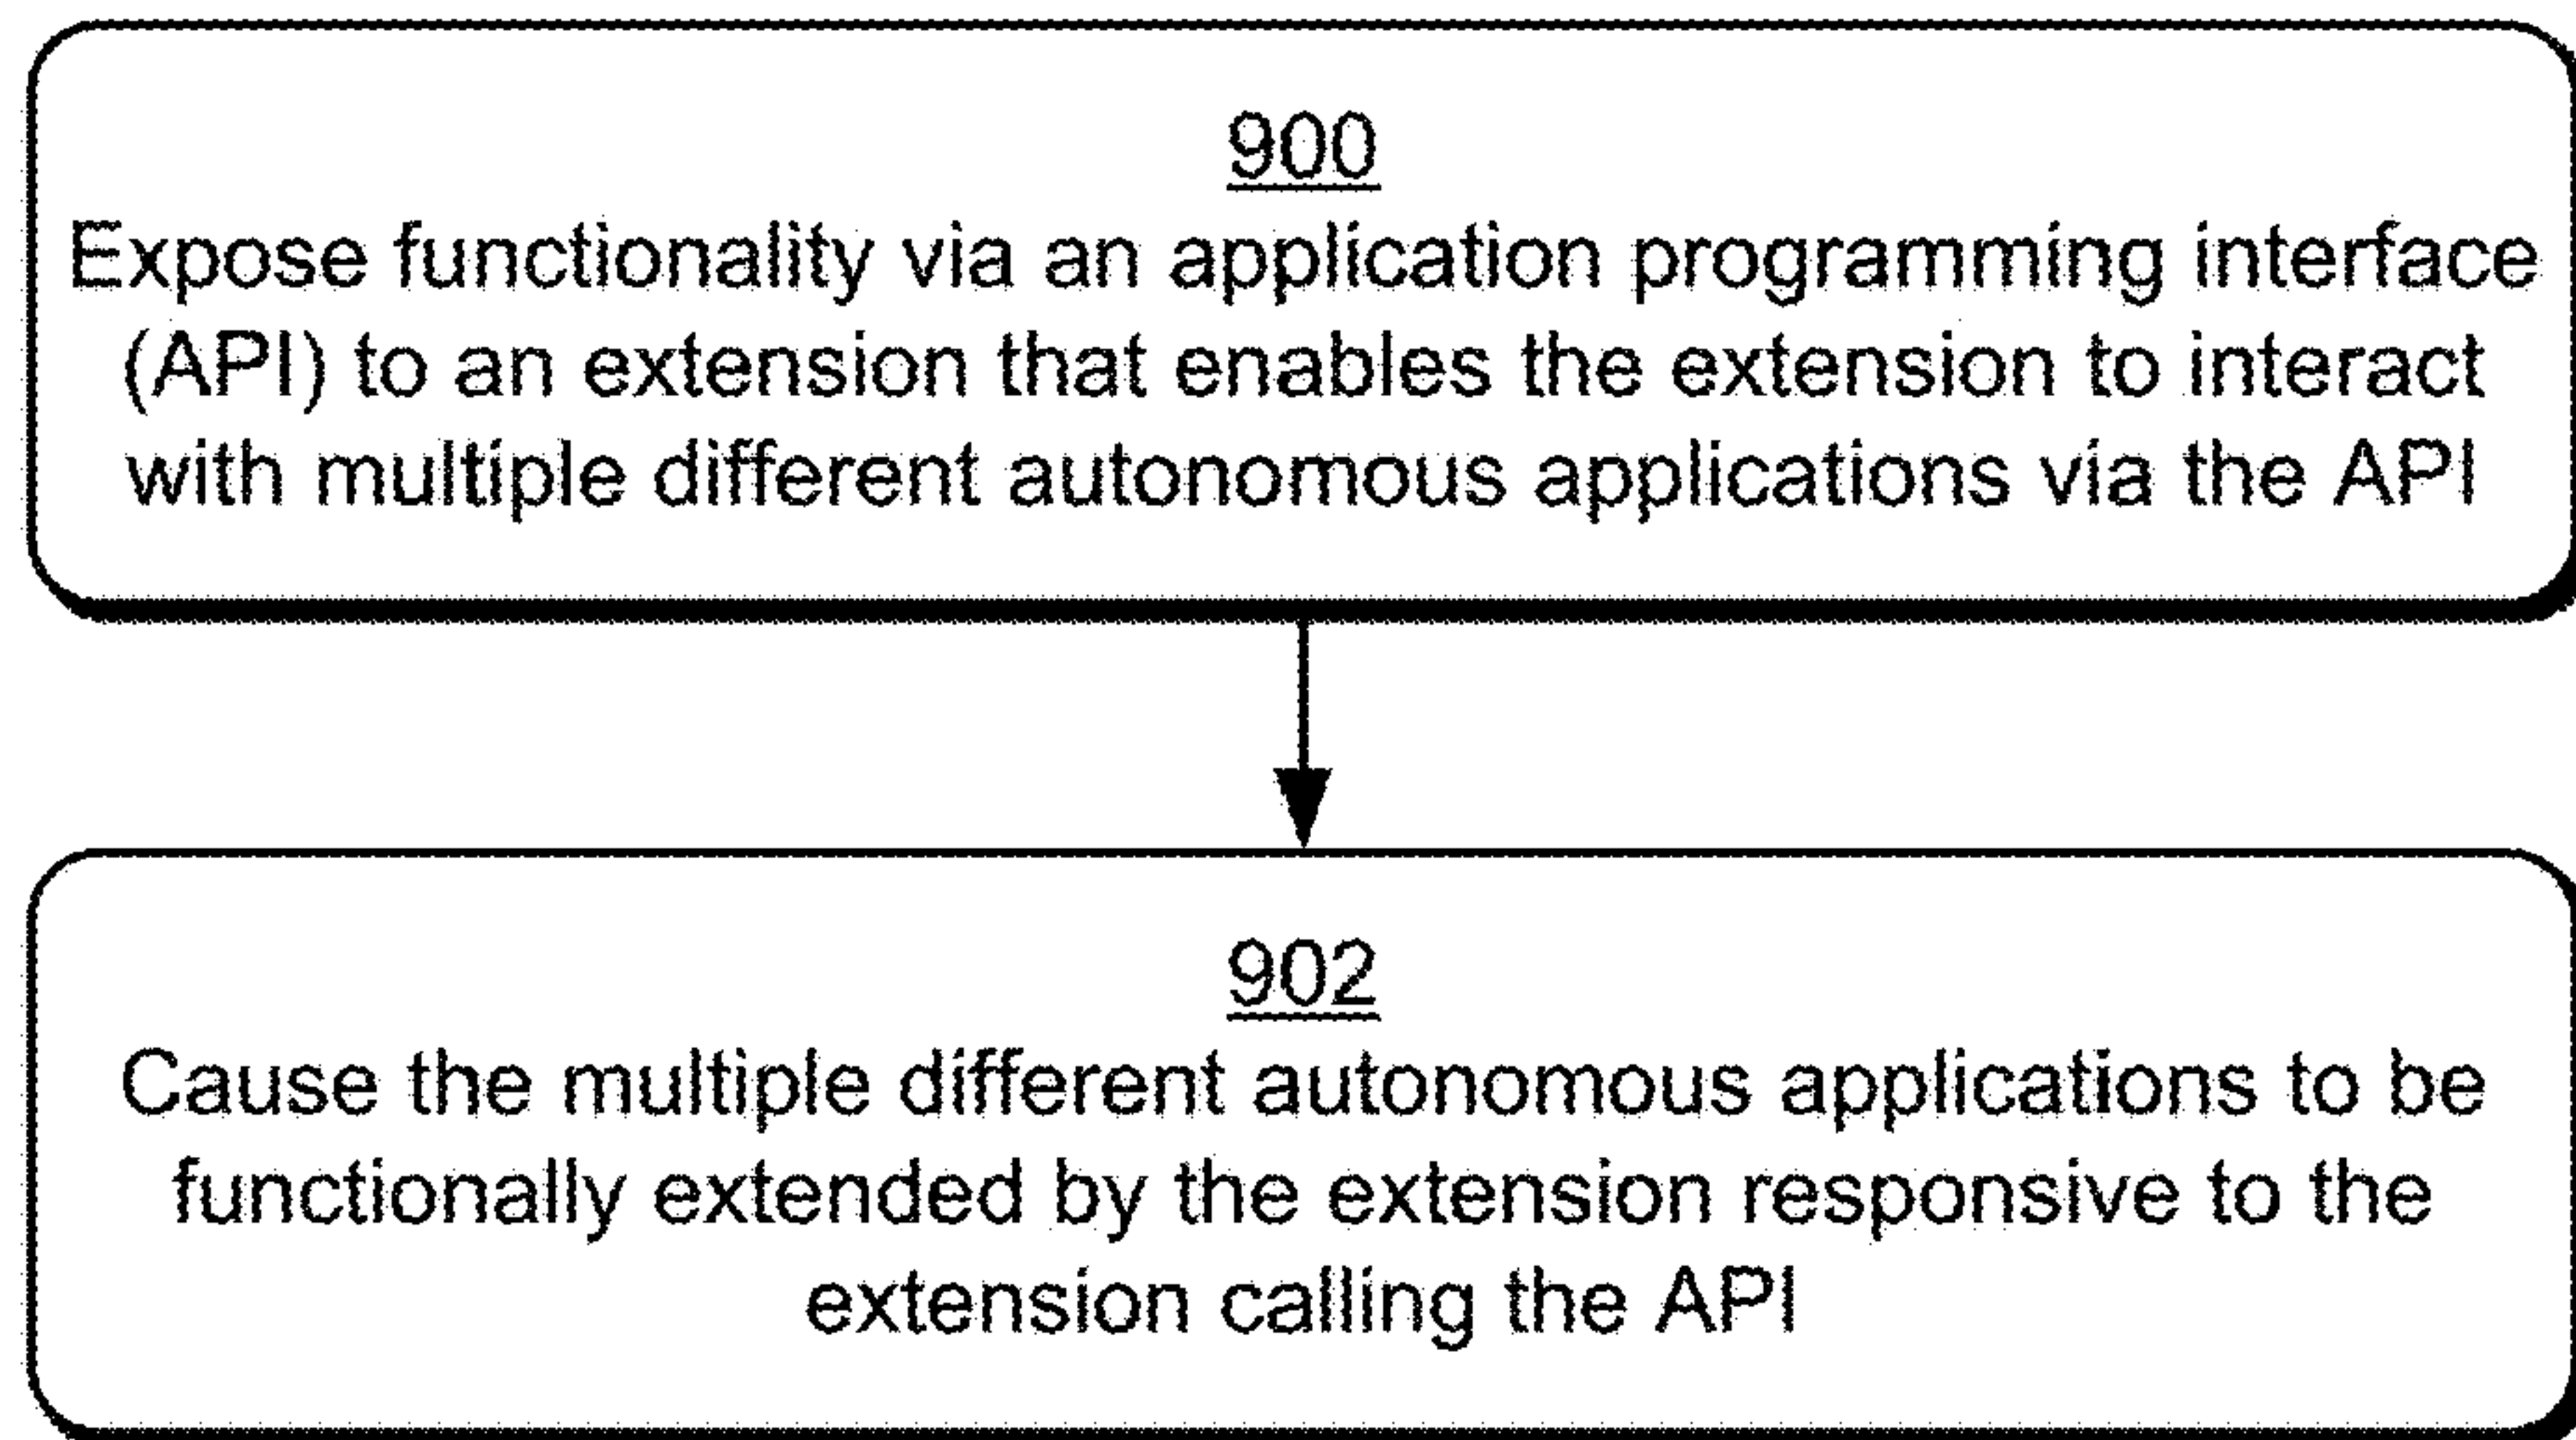 900
Expose functionality via an application programming interface
(API) to an extension that enables the extension to interact
with multiple different autonomous applications via the API
902
Cause the multiple different autonomous applications to be
functionally extended by the extension responsive to the
extension calling the API